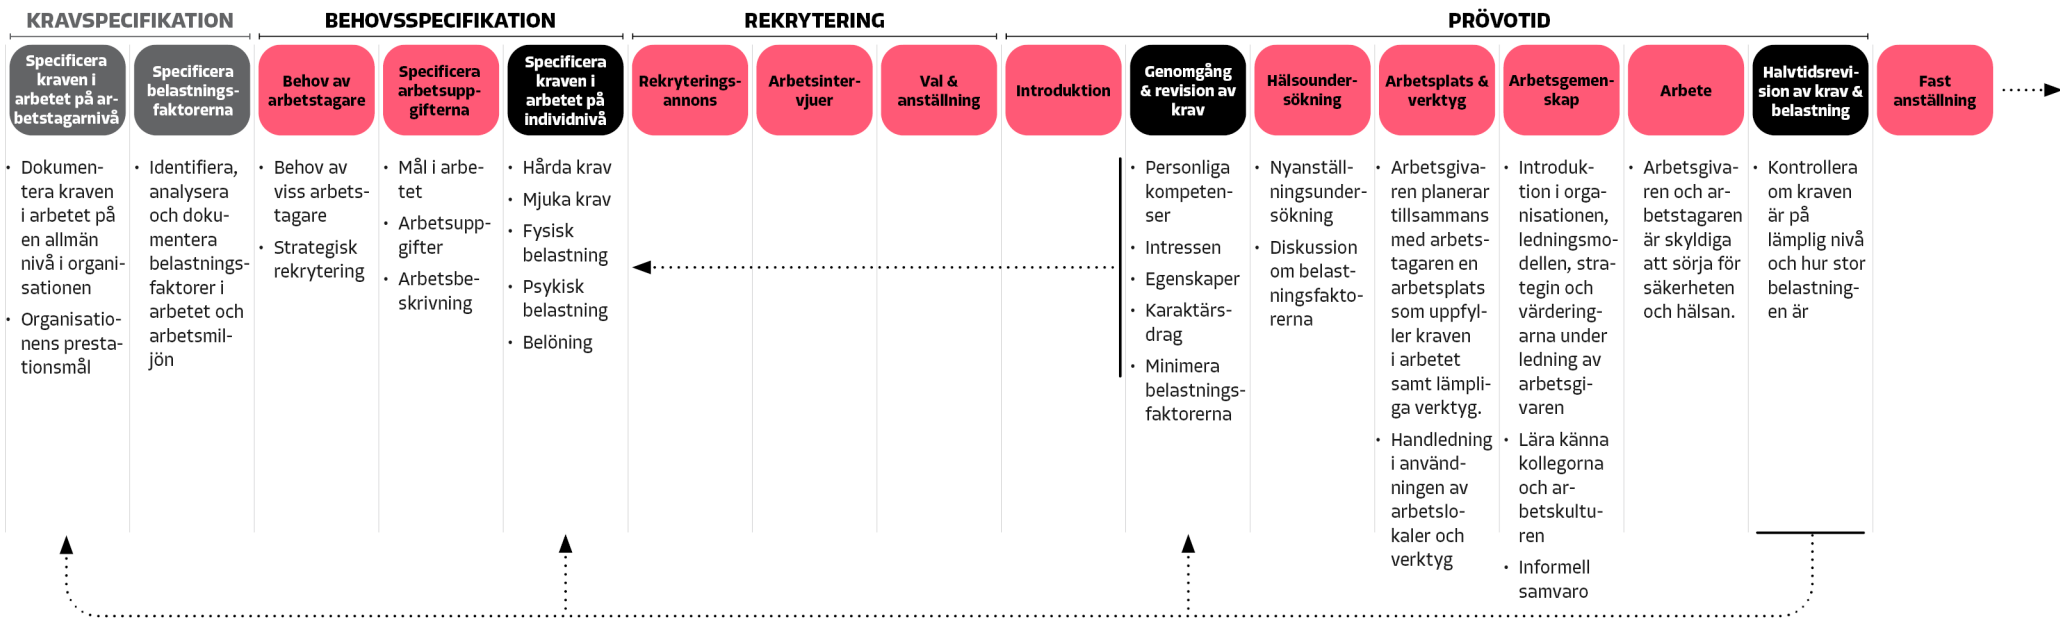 KRAVSPECIFIKATION
BEHOVSSPECIFIKATION
REKRYTERING
PRÖVOTID
Specificera
kraven i
arbetet på ar-
betstagarnivå
Specificera
belastnings-
faktorerna
Behov av
arbetstagare
Specificera
arbetsupp-
gifterna
Specificera
kraven i
arbetet på
individnivå
Rekryterings-
annons
Arbetsinter-
vjuer
Val &
anställning
Introduktion
Genomgång
& revision av
krav
Hälsounder-
sökning
Arbetsplats &
verktyg
Arbetsgemen-
skap
Arbete
Halvtidsrevi-
sion av krav &
belastning
Fast
anställning
• Dokumen-
tera kraven
i arbetet på
en allmän
nivå i organi-
sationen
• Organisatio-
nens presta-
tionsmål
• Identifiera,
analysera
och doku-
mentera
belastnings-
faktorer i
arbetet och
arbetsmil-
jön
• Behov av
viss arbets-
tagare
• Strategisk
rekrytering
• Mål i arbe-
tet
• Arbetsupp-
gifter
• Arbetsbe-
skrivning
• Hårda krav
• Mjuka krav
• Fysisk
belastning
• Psykisk
belastning
• Belöning
• Personliga
kompeten-
ser
• Intressen
• Egenskaper
• Karaktärs-
drag
• Minimera
belastnings-
faktorerna
• Nyanställ-
ningsunder-
sökning
• Diskussion
om belast-
ningsfakto-
rerna
• Arbetsgiva-
ren planerar
tillsammans
med arbets-
tagaren en
arbetsplats
som uppfyl-
ler kraven
i arbetet
samt lämpli-
ga verktyg.
• Handledning
i använd-
ningen av
arbetslo-
kaler och
verktyg
• Introduk-
tion i orga-
nisationen,
ledningsmo-
dellen, stra-
tegin och
värdering-
arna under
ledning av
arbetsgi-
varen
• Lära känna
kollegorna
och ar-
betskultu-
ren
• Informell
samvaro
• Arbetsgiva-
ren och ar-
betstagaren
är skyldiga
att sörja för
säkerheten
och hälsan.
• Kontrollera
om kraven
är på
lämplig nivå
och hur stor
belastning-
en är